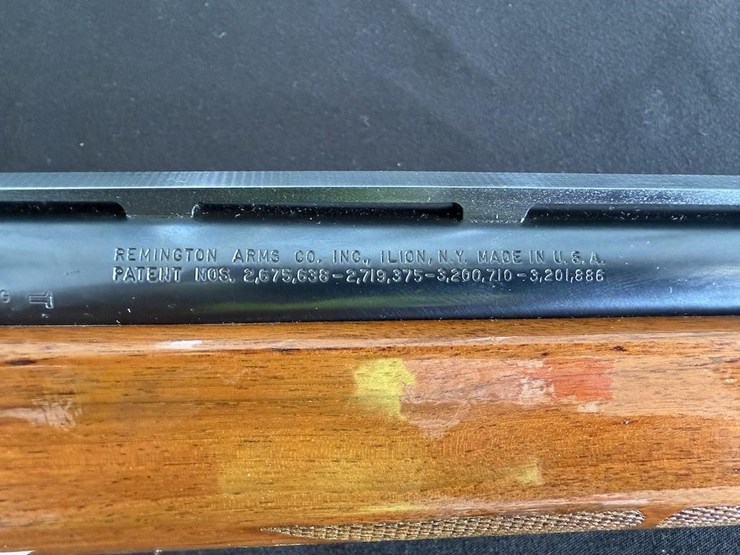 REMINGTON ARMS CO. INC., ILION, N.Y. MADE IN U.S.A.
PATENT NOS. 2,675,638-2,719,375-3,200,710-3,201,886